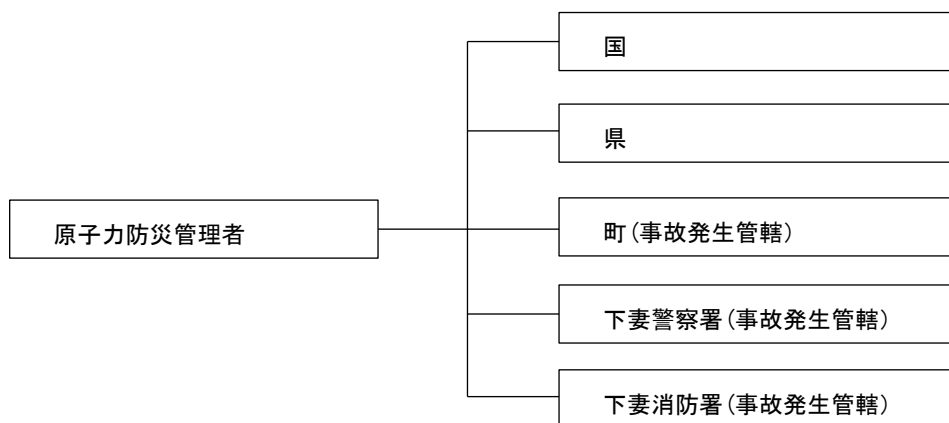 国
県
原子力防災管理者
町(事故発生管轄)
下妻警察署(事故発生管轄)
下妻消防署(事故発生管轄)